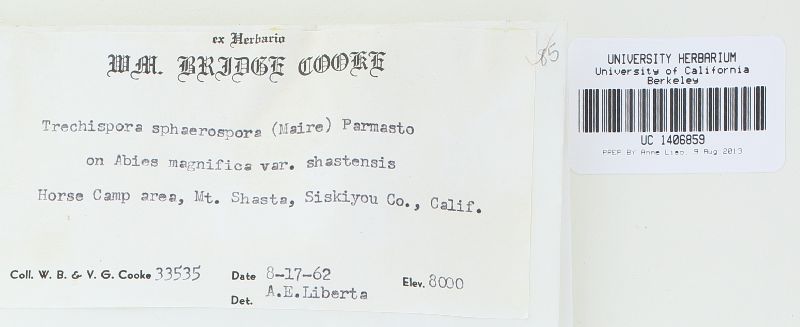 ex Herbario
WM. BRIDGE COOKE
85
Trechispora sphaerospora (Maire) Parmasto
on Abies magnifica var. shastensis
Horse Camp area, Mt. Shasta, Siskiyou Co., Calif.
Coll. W. B. & V. G. Cooke 33535 Date 8-17-62 Elev. 8000
Det. A.E.Liberta
UNIVERSITY HERBARIUM
University of California
Berkeley
UC 1406859
PREP. BY Anne Lieo, 9 Aug 2013